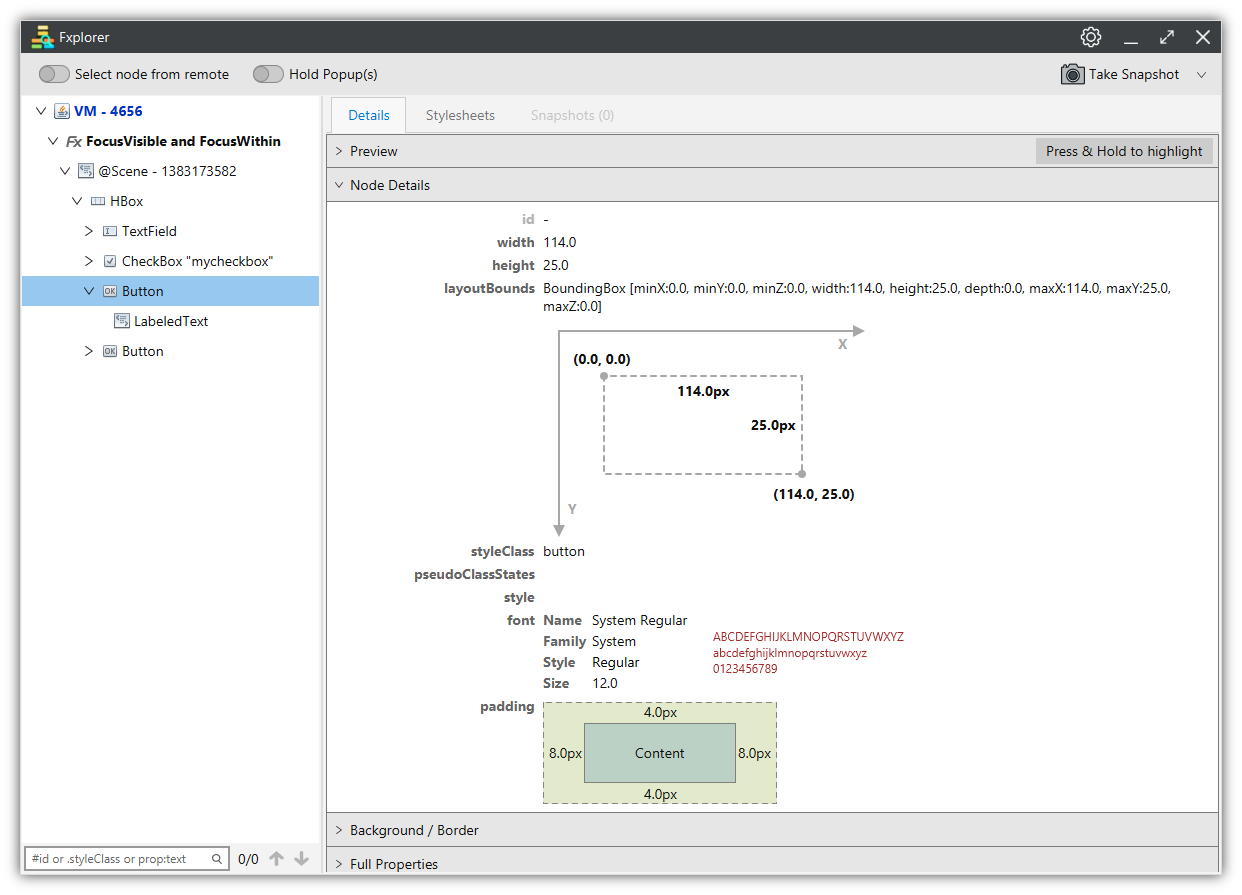 Fxplorer
Select node from remote
Hold Popup(s)
Take Snapshot
VM - 4656
Fx FocusVisible and FocusWithin
@Scene - 1383173582
HBox
TextField
CheckBox "mycheckbox"
OK Button
LabeledText
OK Button
#id or .styleClass or prop:text
0/0
Details
Stylesheets
Snapshots (0)
Preview
Press & Hold to highlight
Node Details
id -
width 114.0
height 25.0
layoutBounds BoundingBox [minX:0.0, minY:0.0, minZ:0.0, width:114.0, height:25.0, depth:0.0, maxX:114.0, maxY:25.0,
maxZ:0.0]
X
(0.0, 0.0)
114.0px
25.0px
(114.0, 25.0)
Y
styleClass button
pseudoClassStates
style
font Name System Regular
Family System
Style Regular
Size 12.0
ABCDEFGHIJKLMNOPQRSTUVWXYZ
abcdefghijklmnopqrstuvwxyz
0123456789
padding
4.0px
8.0px Content 8.0px
4.0px
Background / Border
Full Properties